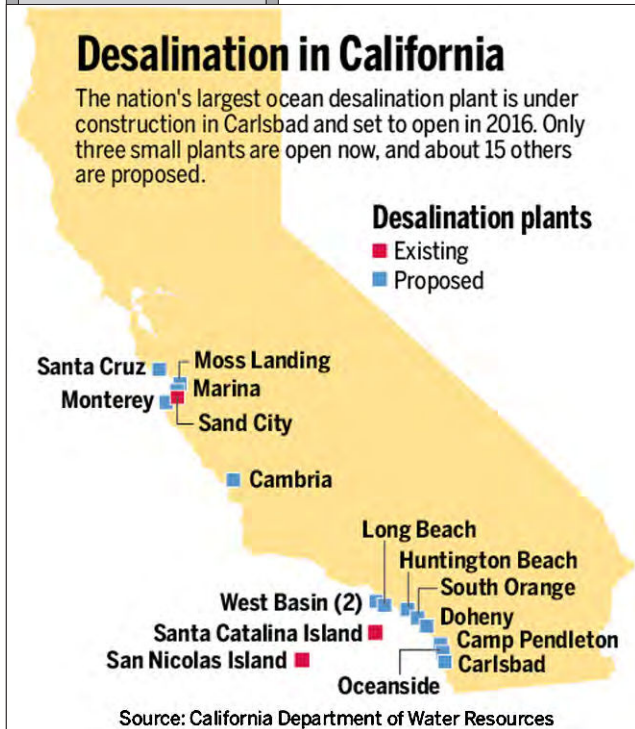 Desalination in California
The nation's largest ocean desalination plant is under
construction in Carlsbad and set to open in 2016. Only
three small plants are open now, and about 15 others
are proposed.
Desalination plants
Existing
Proposed
Santa Cruz
Moss Landing
Marina
Monterey
Sand City
Cambria
Long Beach
Huntington Beach
South Orange
West Basin (2)
Doheny
Santa Catalina Island
Camp Pendleton
San Nicolas Island
Carlsbad
Oceanside
Source: California Department of Water Resources